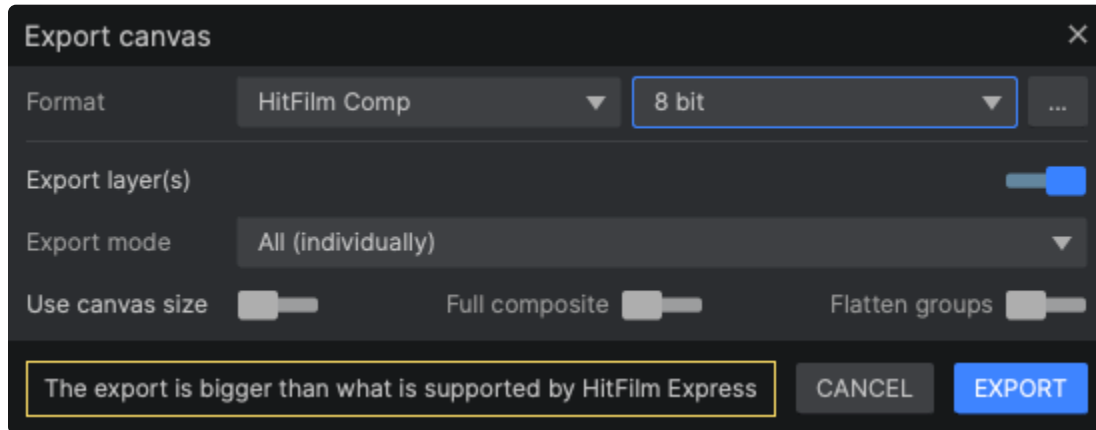 Export canvas
Format HitFilm Comp 8 bit ...
Export layer(s)
Export mode All (individually)
Use canvas size Full composite Flatten groups
The export is bigger than what is supported by HitFilm Express CANCEL EXPORT